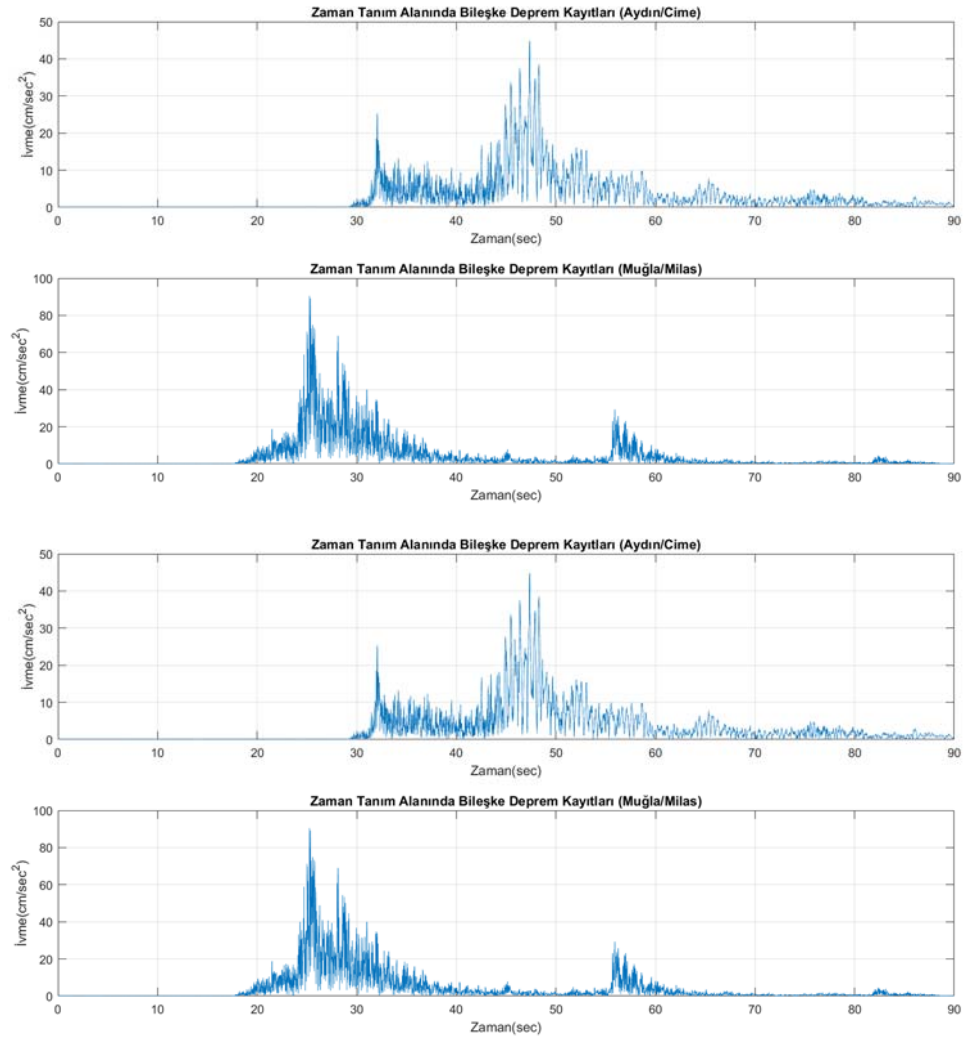 Zaman Tanım Alanında Bileşke Deprem Kayıtları (Aydın/Cime)
50
40
30
20
10
0
İvme(cm/sec²)
0 10 20 30 40 50 60 70 80 90
Zaman(sec)
Zaman Tanım Alanında Bileşke Deprem Kayıtları (Muğla/Milas)
100
80
60
40
20
0
İvme(cm/sec²)
0 10 20 30 40 50 60 70 80 90
Zaman(sec)
Zaman Tanım Alanında Bileşke Deprem Kayıtları (Aydın/Cime)
50
40
30
20
10
0
İvme(cm/sec²)
0 10 20 30 40 50 60 70 80 90
Zaman(sec)
Zaman Tanım Alanında Bileşke Deprem Kayıtları (Muğla/Milas)
100
80
60
40
20
0
İvme(cm/sec²)
0 10 20 30 40 50 60 70 80 90
Zaman(sec)